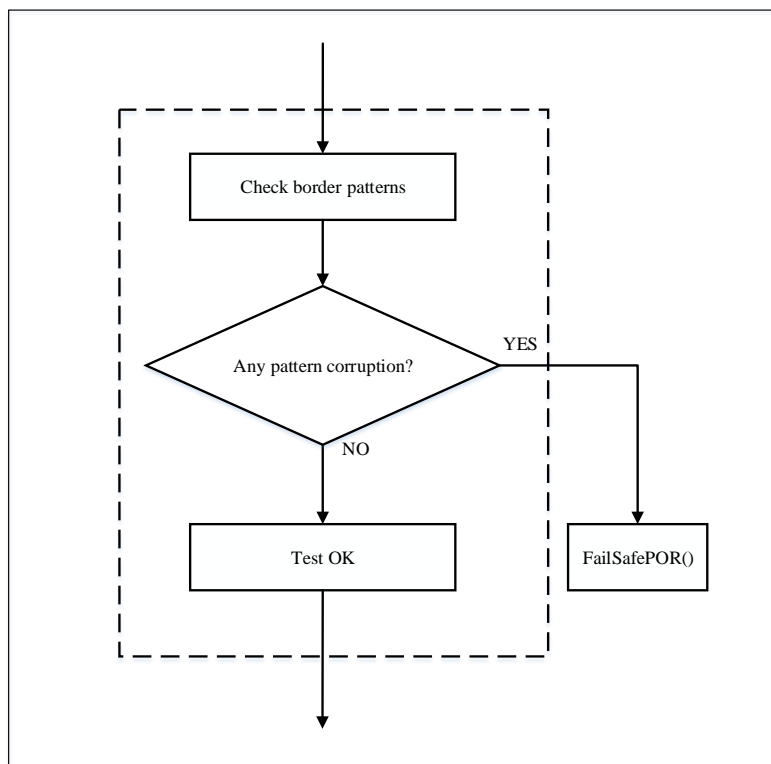 Check border patterns
Any pattern corruption?
YES
NO
Test OK
FailSafePOR()